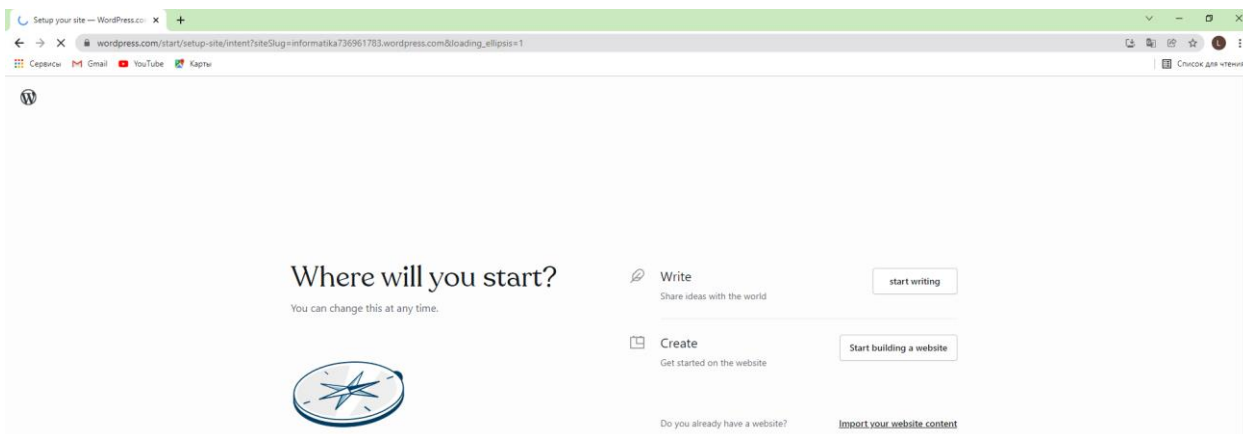 Setup your site — WordPress.co
wordpress.com/start/setup-site/intent?siteSlug=informatika736961783.wordpress.com&loading_ellipsis=1
L
Сервисы Gmail YouTube Карты
Список для чтения
Where will you start?
You can change this at any time.
Write
Share ideas with the world
start writing
Create
Get started on the website
Start building a website
Do you already have a website?
Import your website content